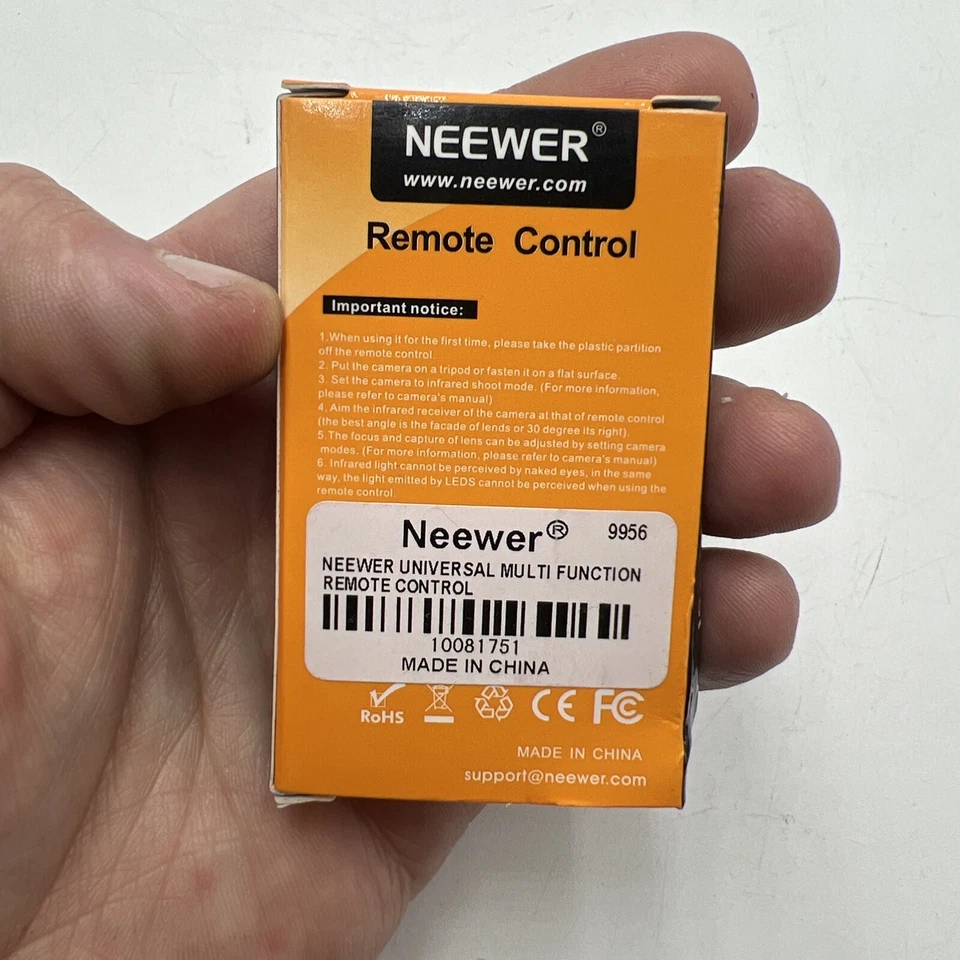 NEEWER®
www.neewer.com
Remote Control
Important notice:
1.When using it for the first time, please take the plastic partition
off the remote control.
2. Put the camera on a tripod or fasten it on a flat surface.
3. Set the camera to infrared shoot mode. (For more information,
please refer to camera's manual)
4. Aim the infrared receiver of the camera at that of remote control
(the best angle is the facade of lends or 30 degree its right).
5.The focus and capture of lens can be adjusted by setting camera
modes. (For more information, please refer to camera's manual)
6. Infrared light cannot be perceived by naked eyes, in the same
way, the light emitted by LEDS cannot be perceived when using the
remote control.
Neewer® 9956
NEEWER UNIVERSAL MULTI FUNCTION
REMOTE CONTROL
10081751
MADE IN CHINA
RoHS CE FC
MADE IN CHINA
support@neewer.com